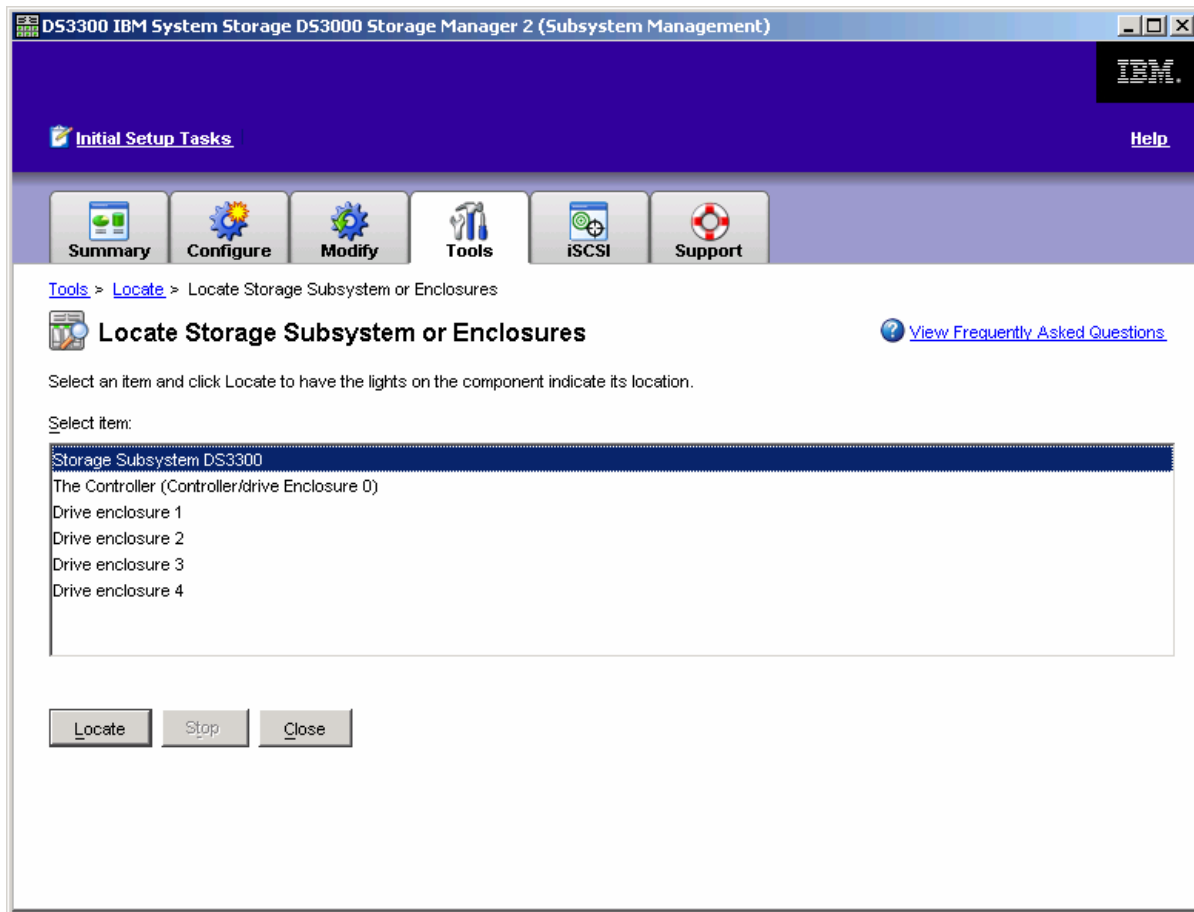 DS3300 IBM System Storage DS3000 Storage Manager 2 (Subsystem Management)
IBM.
Initial Setup Tasks
Help
Summary
Configure
Modify
Tools
iSCSI
Support
Tools > Locate > Locate Storage Subsystem or Enclosures
Locate Storage Subsystem or Enclosures
View Frequently Asked Questions
Select an item and click Locate to have the lights on the component indicate its location.
Select item:
Storage Subsystem DS3300
The Controller (Controller/drive Enclosure 0)
Drive enclosure 1
Drive enclosure 2
Drive enclosure 3
Drive enclosure 4
Locate
Stop
Close